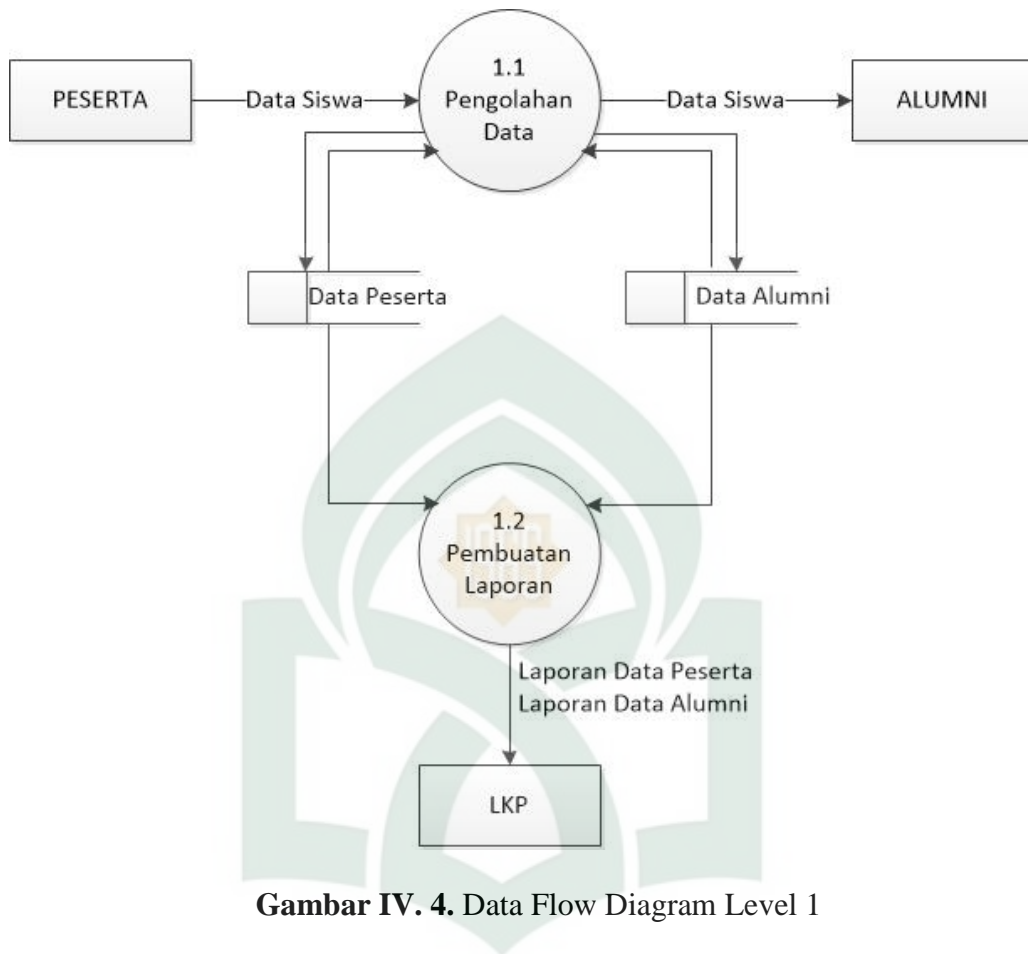 PESERTA
Data Siswa
1.1
Pengolahan
Data
Data Siswa
ALUMNI
Data Peserta
Data Alumni
1.2
Pembuatan
Laporan
Laporan Data Peserta
Laporan Data Alumni
LKP
Gambar IV. 4. Data Flow Diagram Level 1